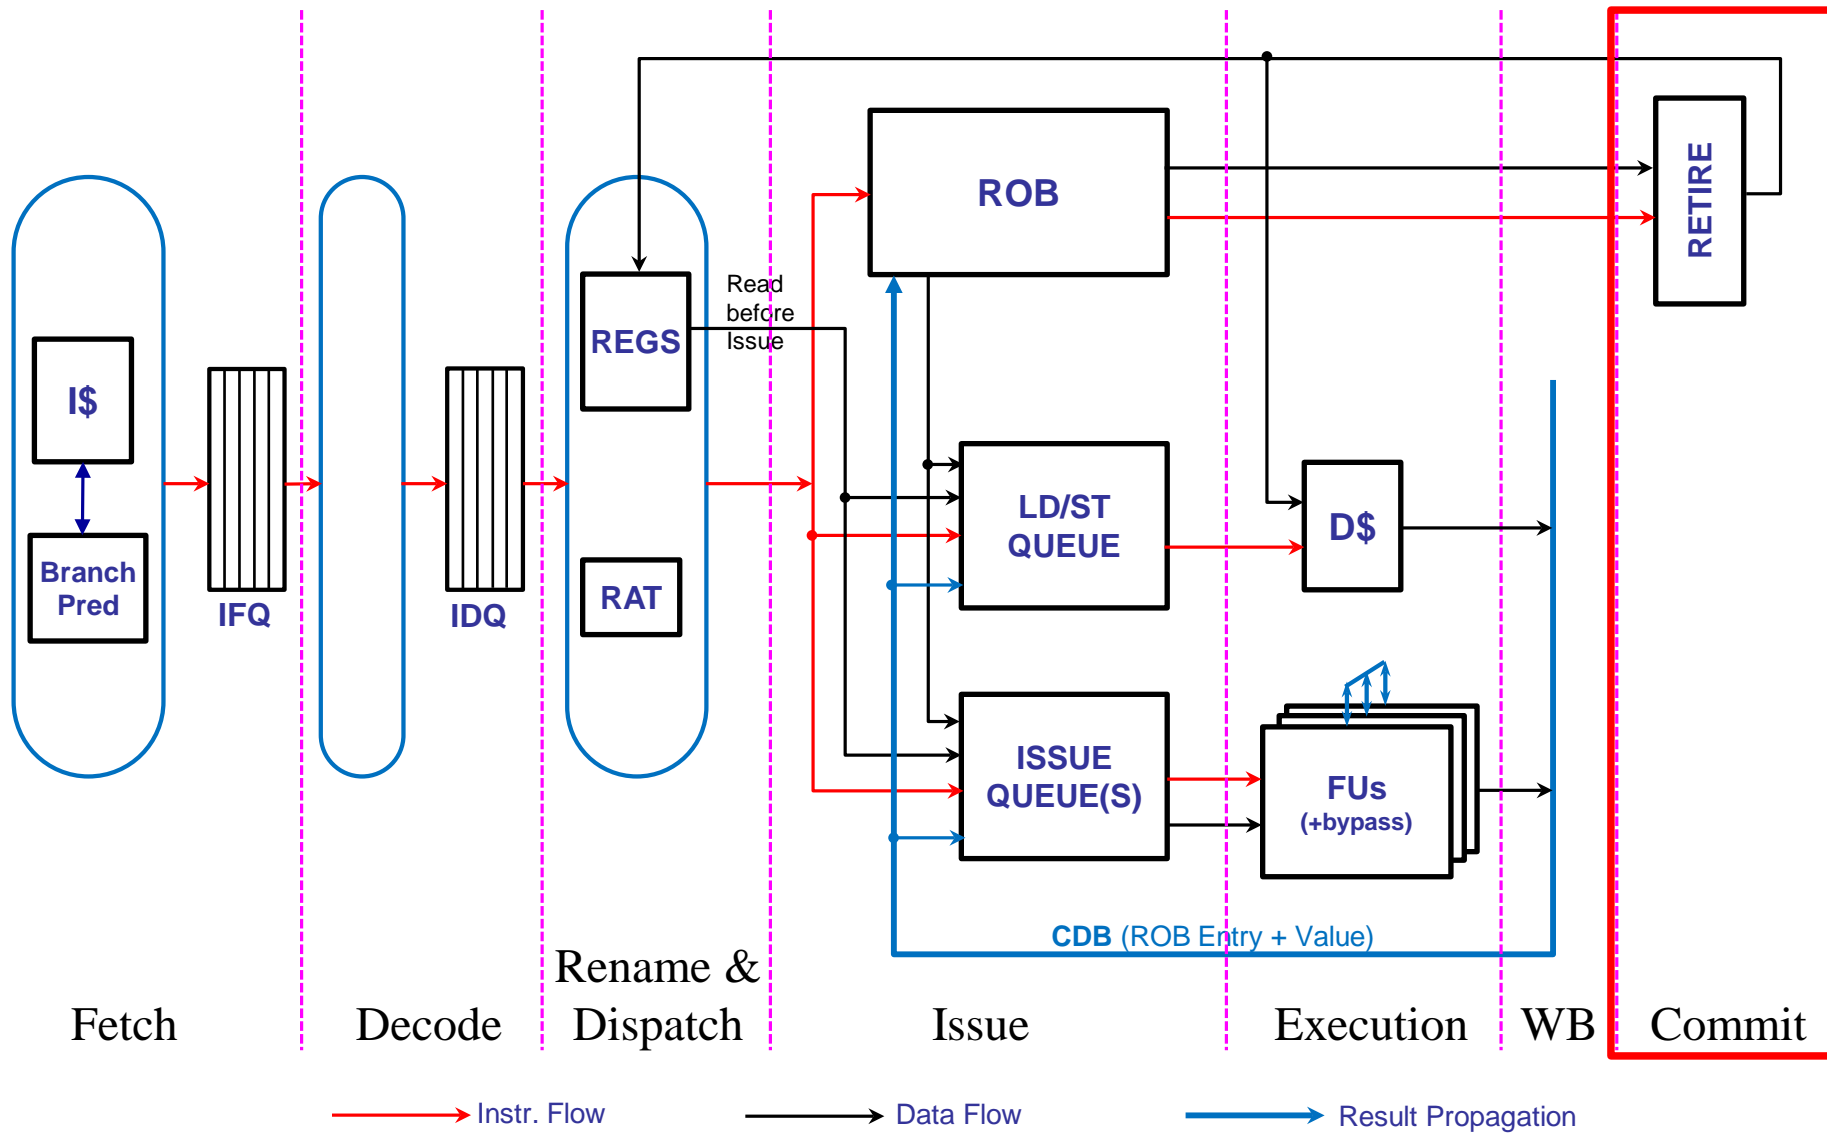 ROB
RETIRE
Read
before
Issue
REGS
I$
LD/ST
QUEUE
D$
Branch
Pred
IFQ
IDQ
RAT
ISSUE
QUEUE(S)
FUs
(+bypass)
CDB (ROB Entry + Value)
Fetch
Decode
Rename &
Dispatch
Issue
Execution
WB
Commit
Instr. Flow
Data Flow
Result Propagation